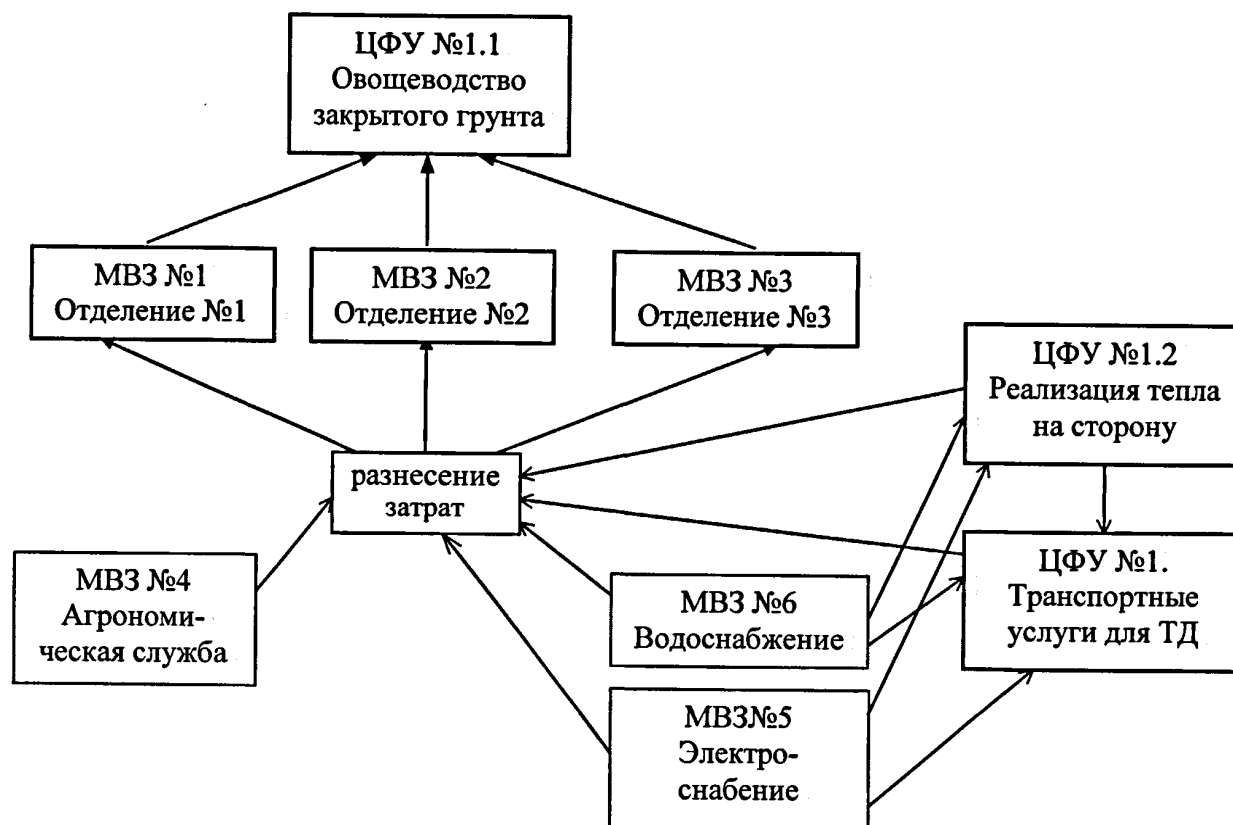 ЦФУ №1.1
Овощеводство
закрытого грунта
МВЗ №1
Отделение №1
МВЗ №2
Отделение №2
МВЗ №3
Отделение №3
ЦФУ №1.2
Реализация тепла
на сторону
разнесение
затрат
МВЗ №4
Агрономи-
ческая служба
МВЗ №6
Водоснабжение
ЦФУ №1.
Транспортные
услуги для ТД
МВЗ№5
Электро-
снабение